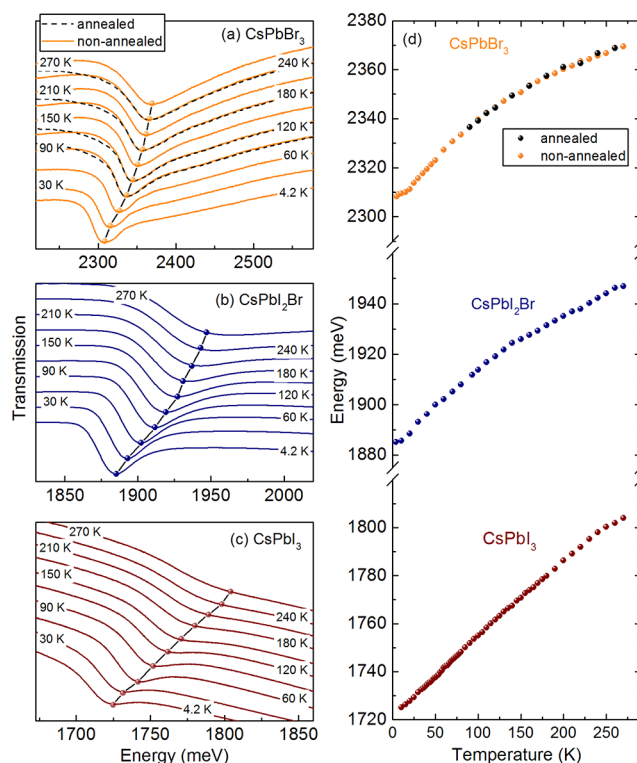 annealed
non-annealed
(a) CsPbBr₃
270 K
240 K
210 K
180 K
150 K
120 K
90 K
60 K
30 K
4.2 K
2300
2400
2500
(b) CsPbI₂Br
270 K
240 K
210 K
180 K
150 K
120 K
90 K
60 K
30 K
4.2 K
1850
1900
1950
2000
(c) CsPbI₃
270 K
240 K
210 K
180 K
150 K
120 K
90 K
60 K
30 K
4.2 K
1700
1750
1800
1850
Energy (meV)
Transmission
(d)
CsPbBr₃
annealed
non-annealed
CsPbI₂Br
CsPbI₃
2370
2360
2350
2340
2330
2320
2310
2300
1940
1920
1900
1880
1800
1780
1760
1740
1720
Energy (meV)
0
50
100
150
200
250
Temperature (K)